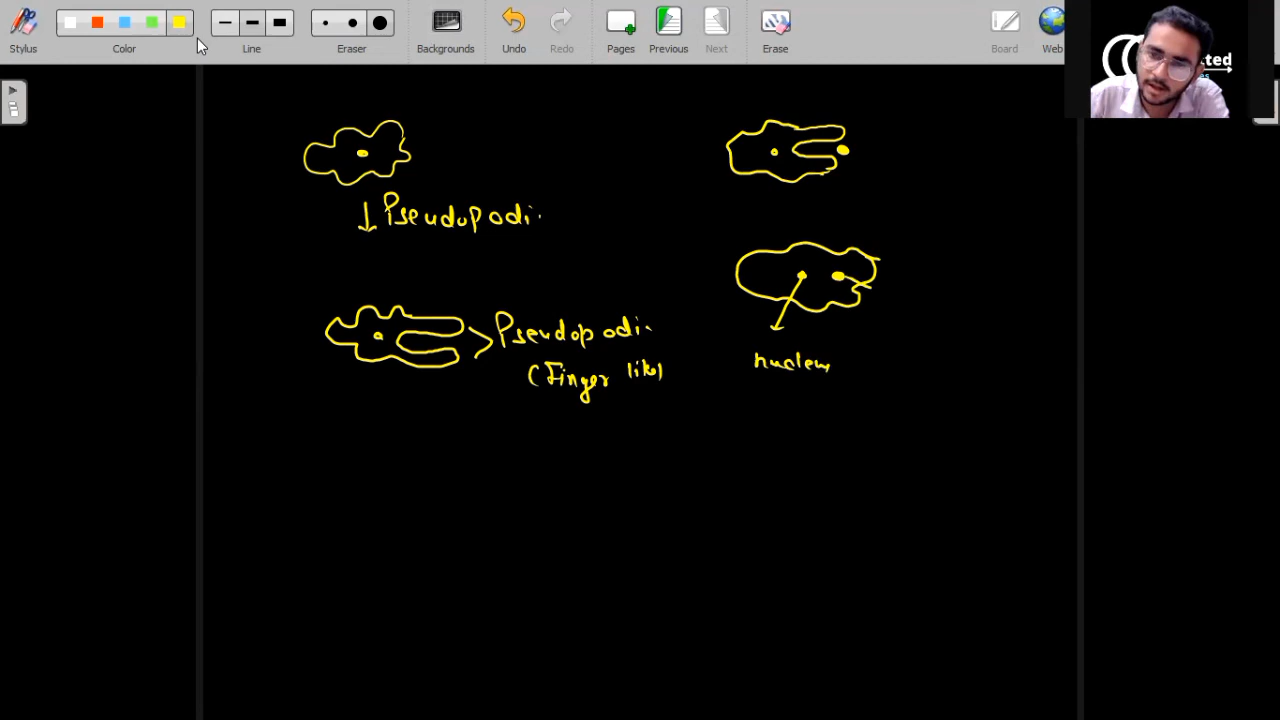 Stylus Color Line Eraser Backgrounds Undo Redo Pages Previous Next Erase Board Web
Pseudopodi.
Pseudopodi.
(Finger like)
nucleus